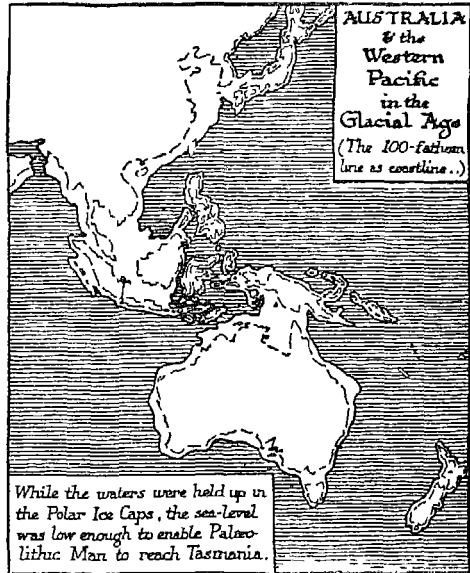 AUSTRALIA
& the
Western
Pacific
in the
Glacial Age
(The 100-fathom
line as coastline..)
While the waters were held up in
the Polar Ice Caps, the sea-level
was low enough to enable Palæo-
lithic Man to reach Tasmania.